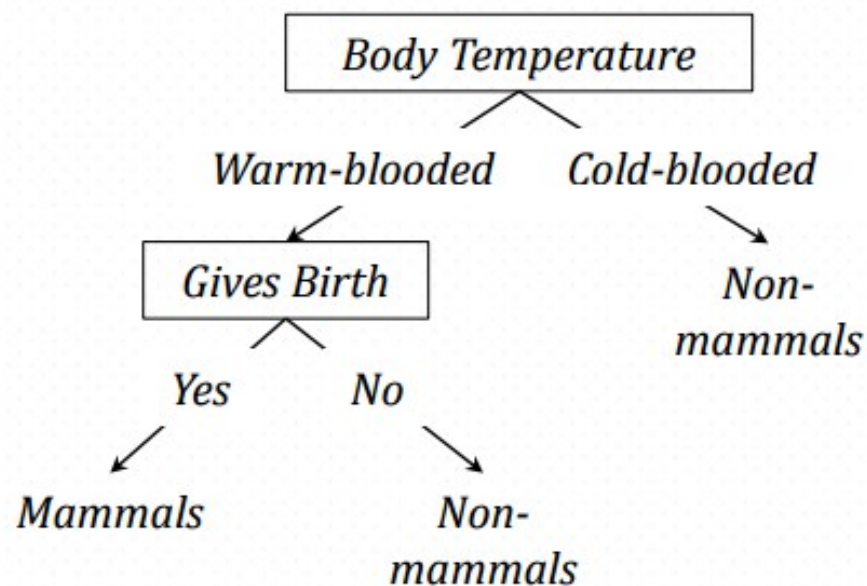 Body Temperature
Warm-blooded
Cold-blooded
Gives Birth
Non-
mammals
Yes
No
Mammals
Non-
mammals